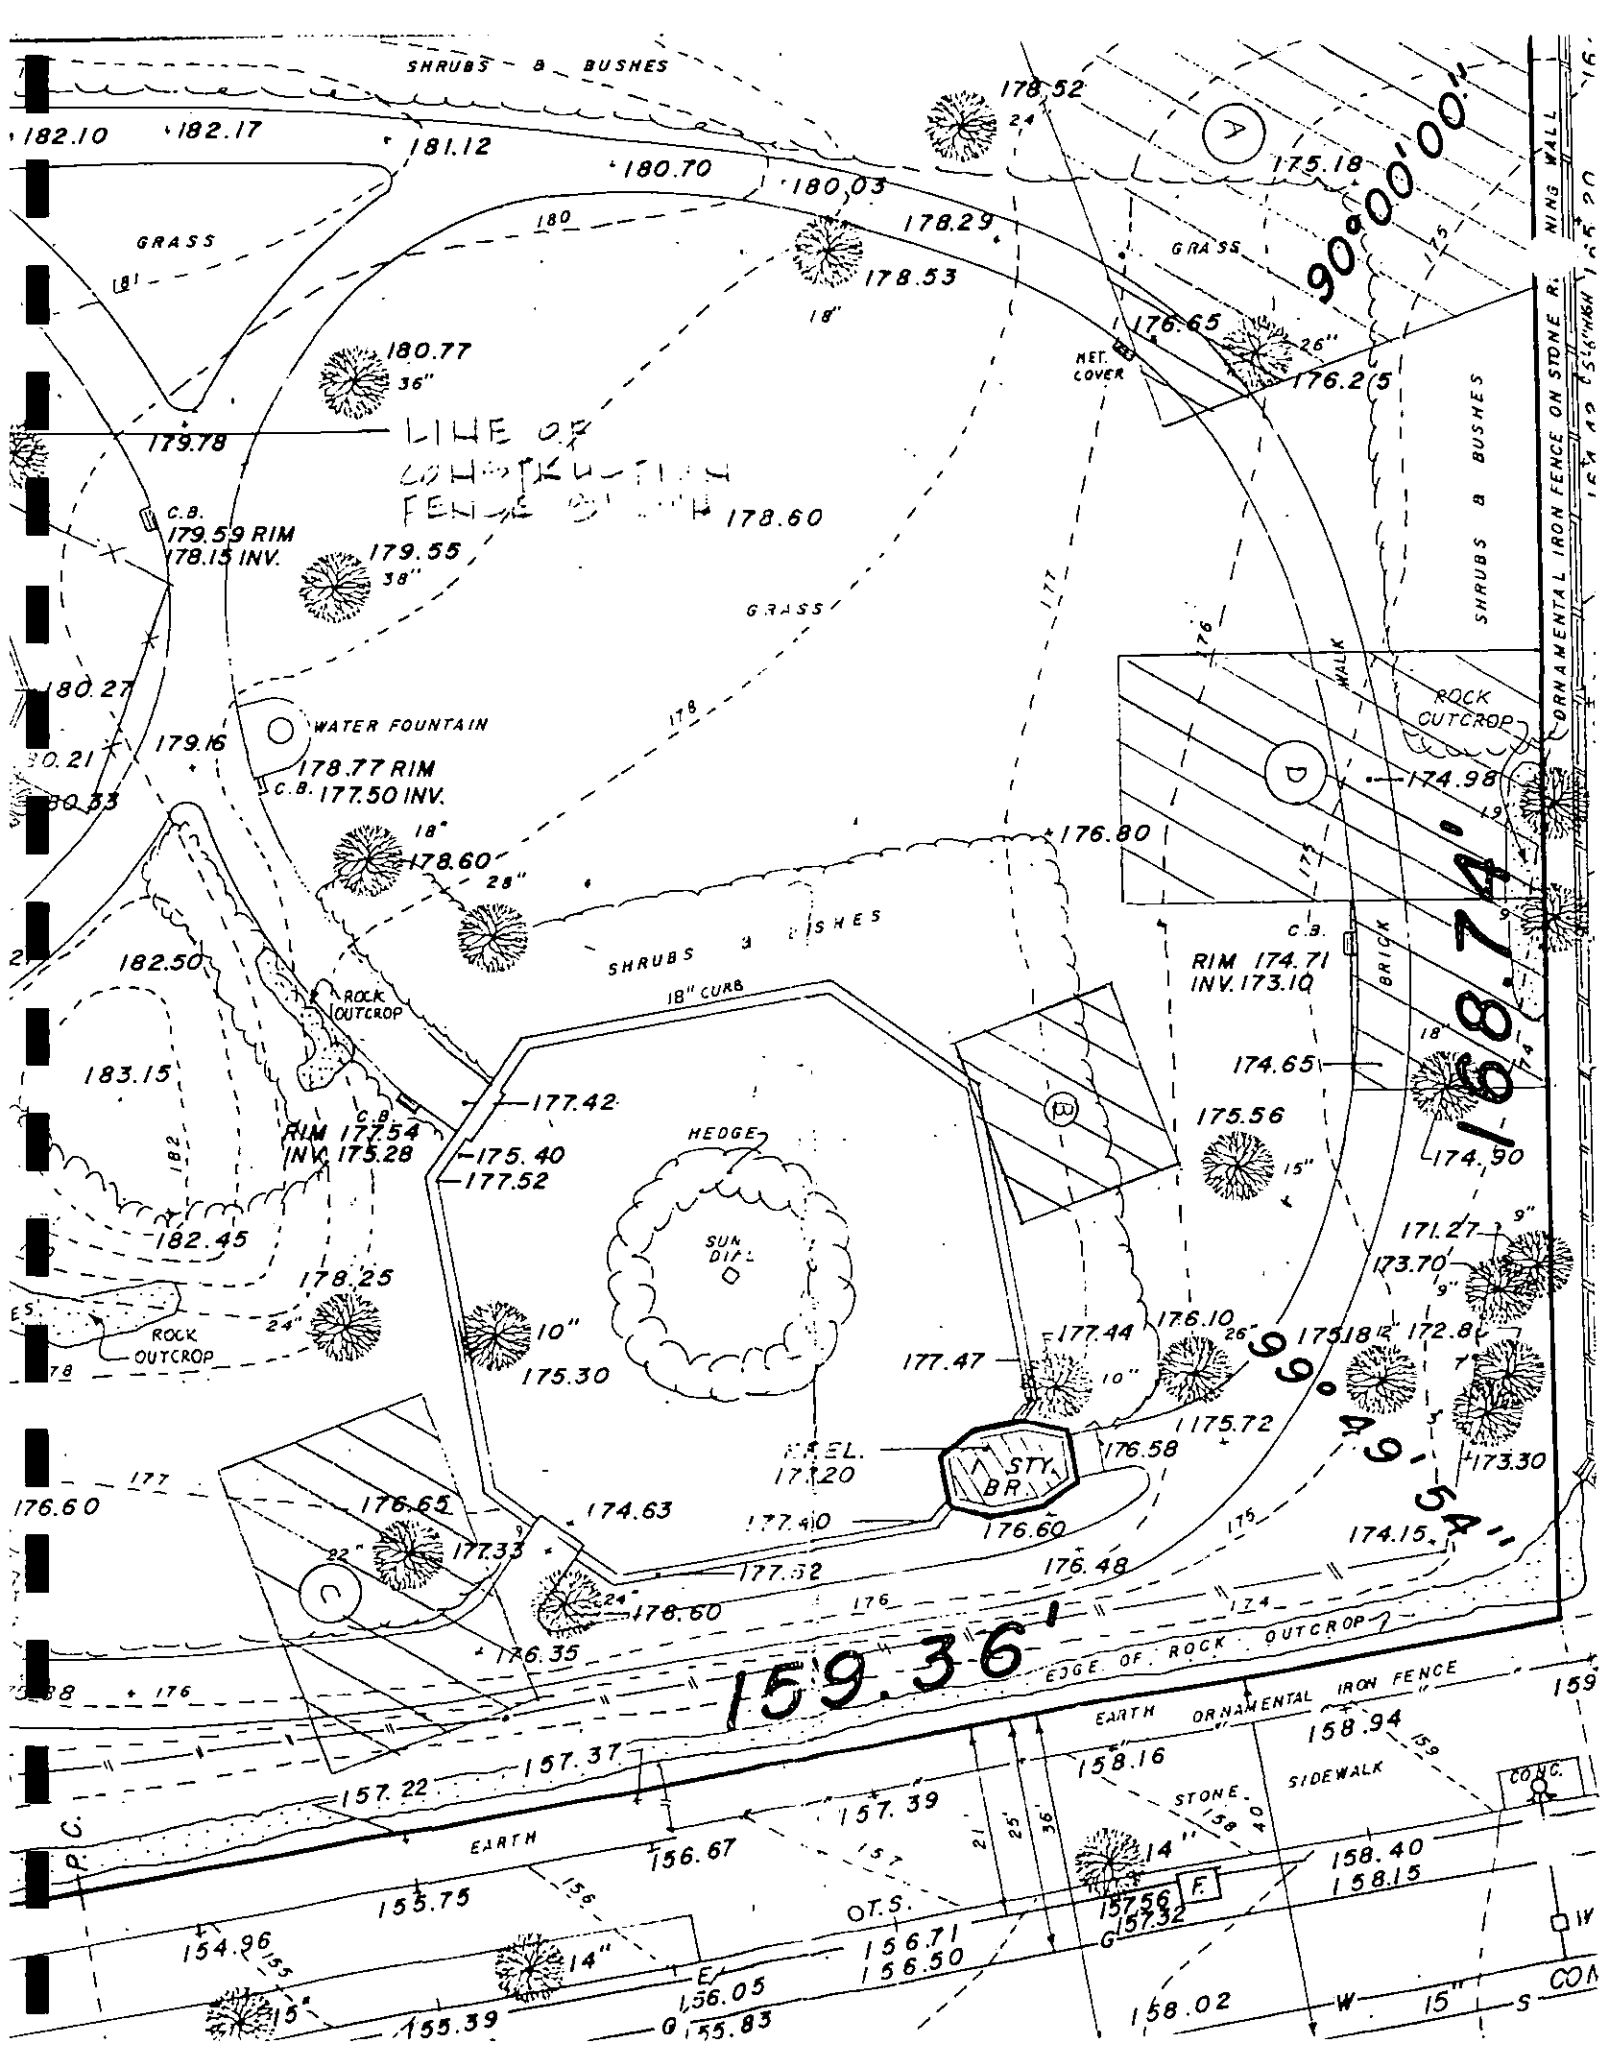 SHRUBS & BUSHES
182.10
182.17
181.12
180.70
180.03
178.52
24
A
175.18
90°00'00"
GRASS
181
180
178.29
178.53
18"
GRASS
175
176.65
MET.
COVER
26"
180.77
36"
179.78
LINE OF
178.60
C.B.
179.59 RIM
178.15 INV.
179.55
38"
GRASS
177
176
178
SHRUBS & BUSHES
ORNAMENTAL IRON FENCE ON STONE
WALL
WALK
ROCK
OUTCROP
D
174.98
19"
9"
168.74'
180.27
179.16
WATER FOUNTAIN
178.77 RIM
C.B. 177.50 INV.
18"
178.60
28"
176.80
175
SHRUBS
18" CURB
C.B.
RIM 174.71
INV. 173.10
BRICK
18"
174
174.65
174.90
182.50
ROCK
OUTCROP
183.15
182
C.B.
RIM 177.54
INV. 175.28
177.42
175.40
177.52
HEDGE
SUN
B
175.56
15"
182.45
178.25
24"
ROCK
OUTCROP
78
10"
175.30
177.44
177.47
10"
176.10
26"
99° 49' 54"
12"
171.27
9"
173.70
9"
7"
173.30
175.72
176.58
STY.
BR.
176.60
176.48
174.15
175
177
176.60
176.65
22"
C
177.33
174.63
24"
178.60
176.35
176
176
174
159.36'
EDGE OF ROCK OUTCROP
EARTH
ORNAMENTAL IRON FENCE
159
157.22
157.37
157.39
158.16
158.94
159
STONE
SIDEWALK
CONC.
158
21'
25'
36'
40'
P.C.
EARTH
156.67
157
14"
F.
158.40
158.15
155.75
156
O T.S.
156.71
156.50
157.56
157.32
G
154.96
155
14"
E
156.05
155.83
G
15"
155.39
158.02
W
15"
S
W